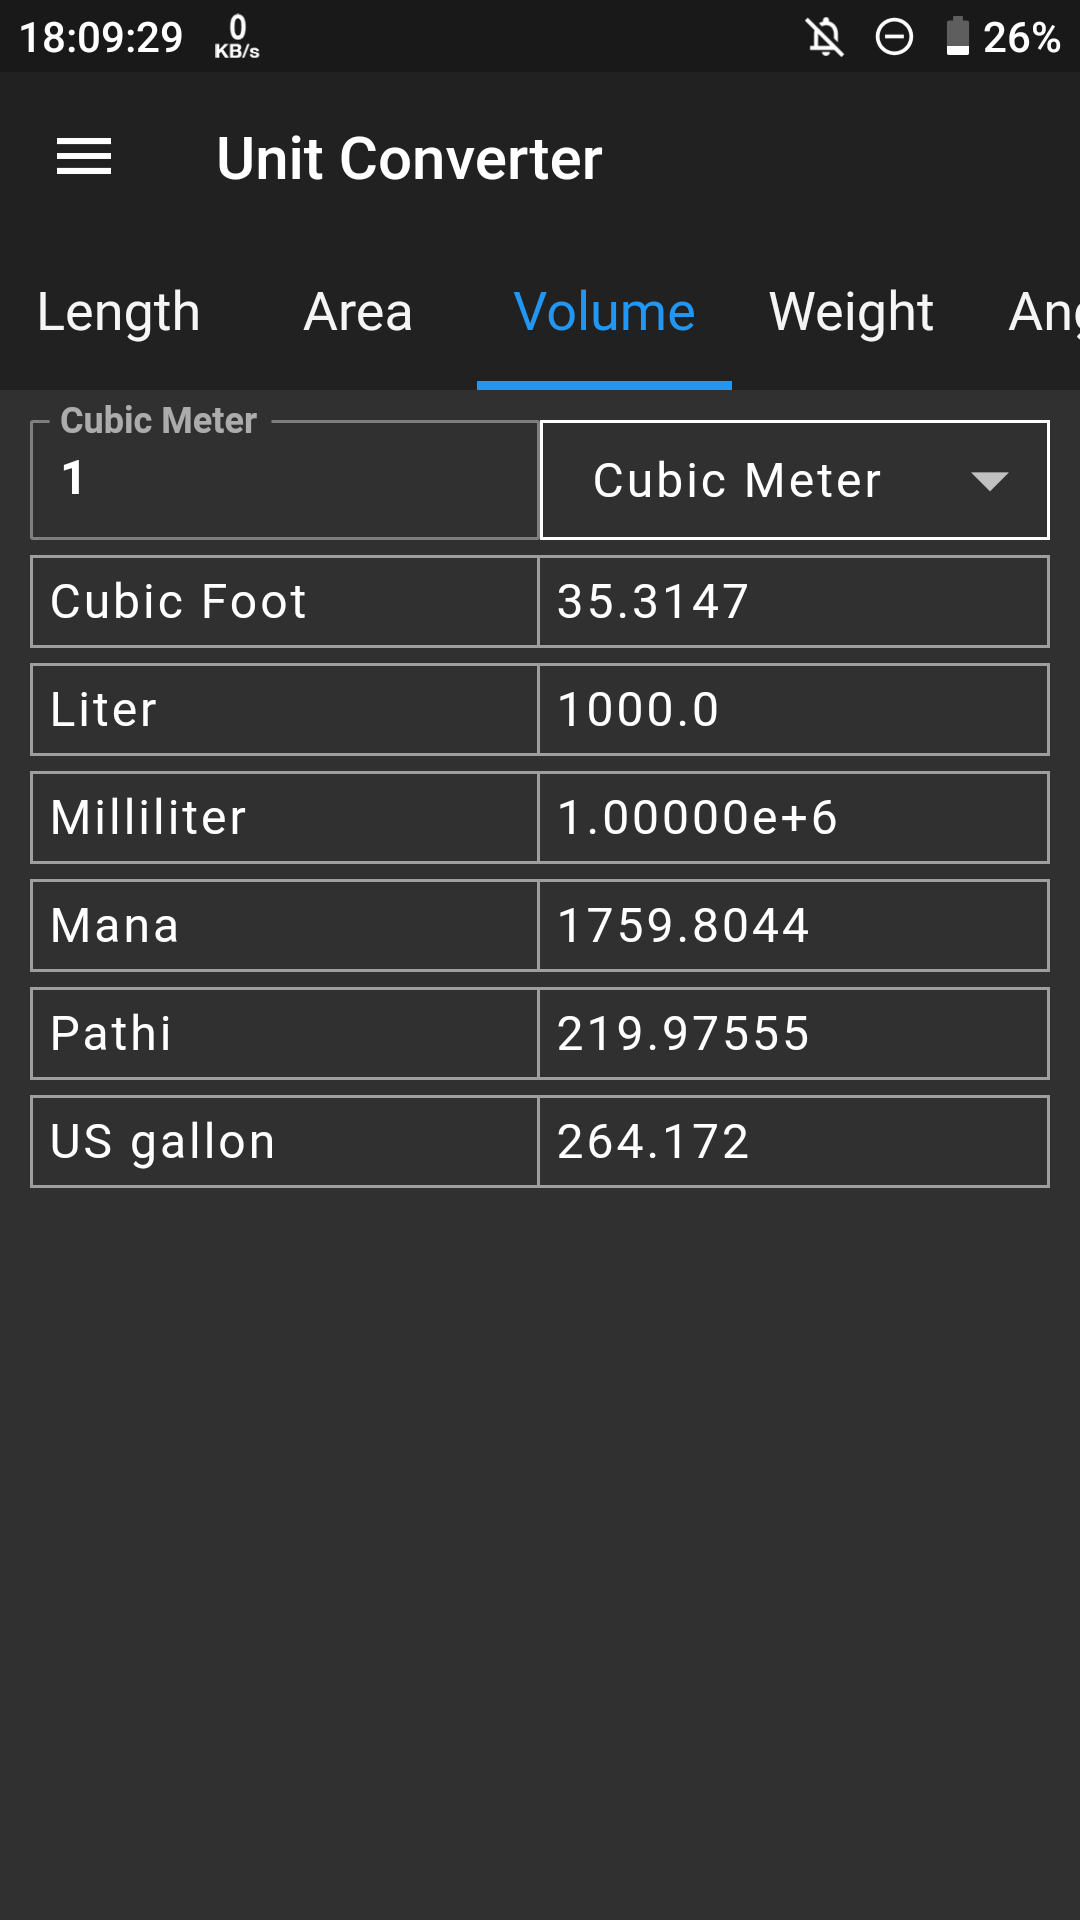 18:09:29 0 KB/s 26%
Unit Converter
Length Area Volume Weight Ang
Cubic Meter
1 Cubic Meter
Cubic Foot 35.3147
Liter 1000.0
Milliliter 1.00000e+6
Mana 1759.8044
Pathi 219.97555
US gallon 264.172